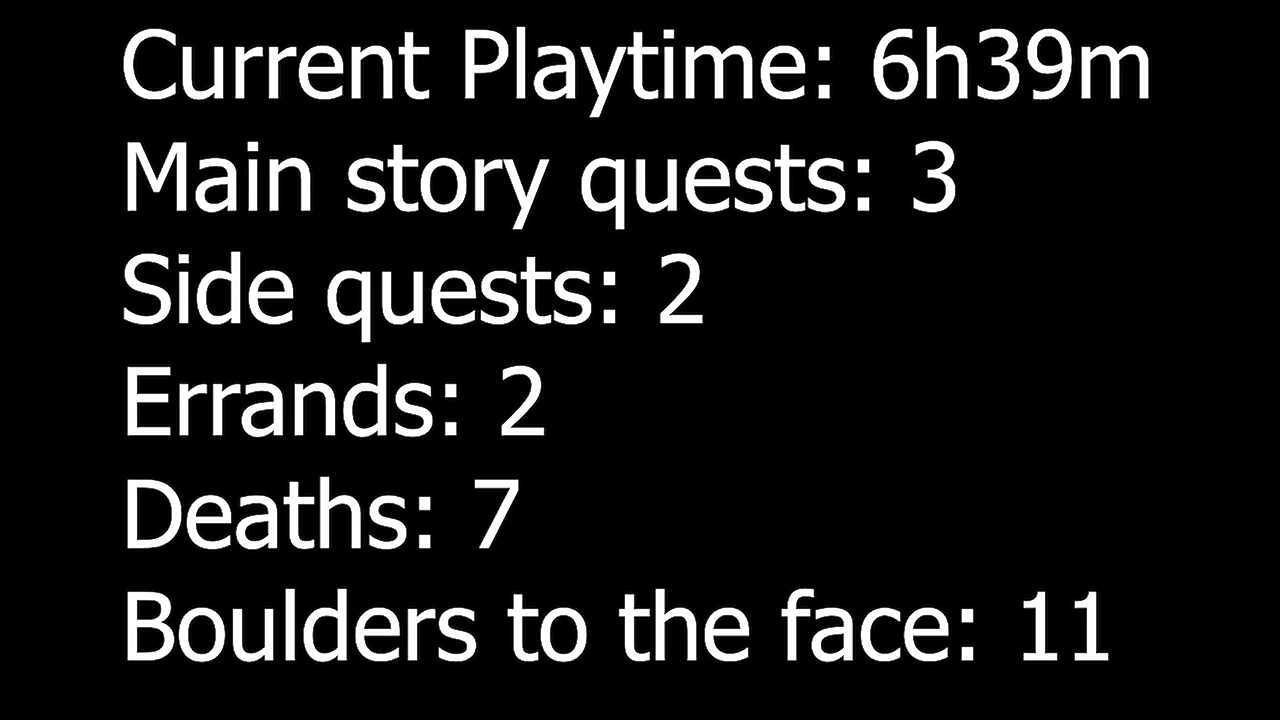 Current Playtime: 6h39m
Main story quests: 3
Side quests: 2
Errands: 2
Deaths: 7
Boulders to the face: 11